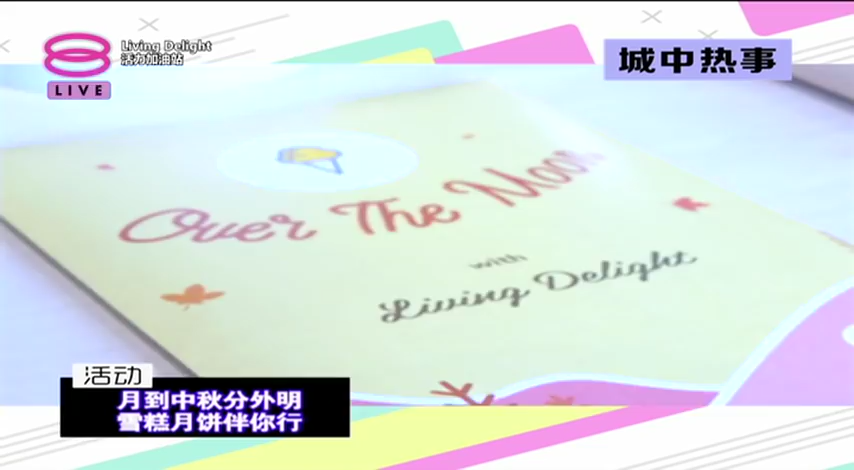 Living Delight
活力加油站
LIVE
城中热事
Over The Moon
with
Living Delight
活动
月到中秋分外明
雪糕月饼伴你行